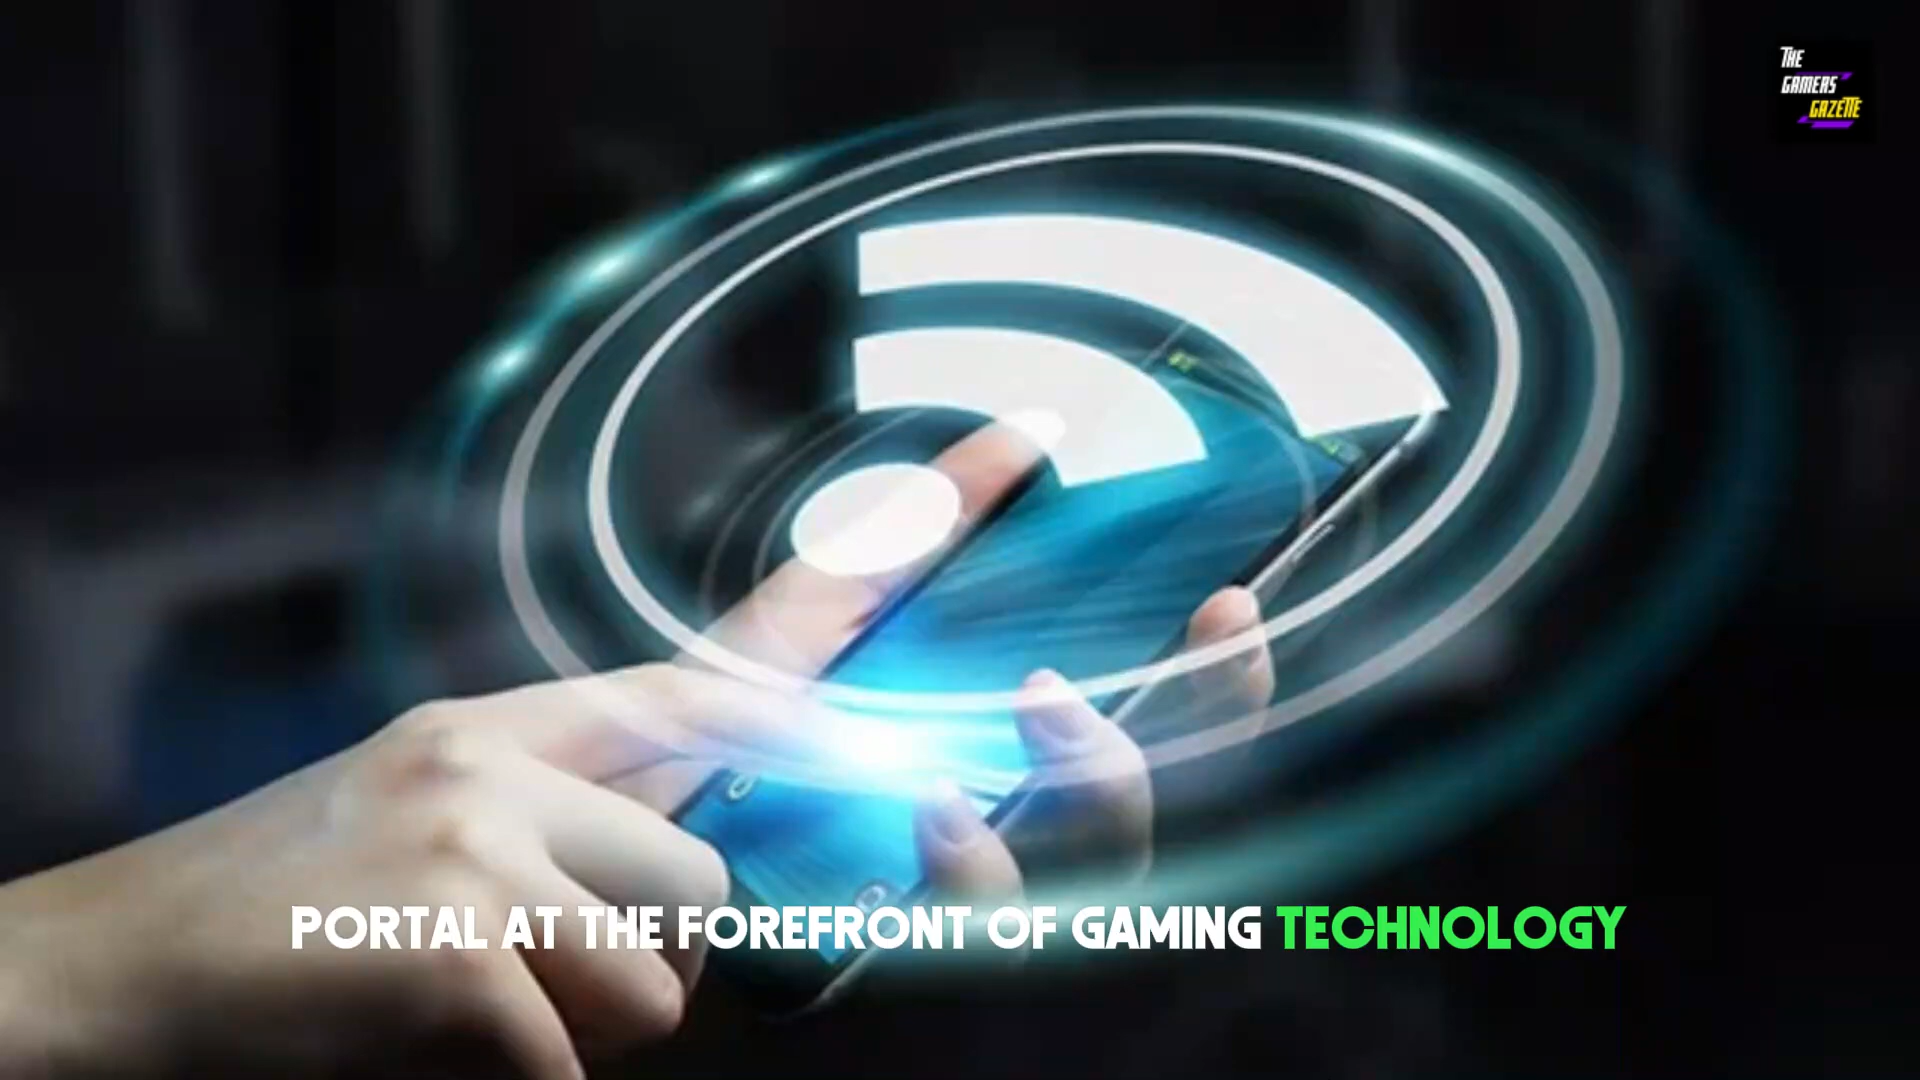 THE
GAMERS
GAZETTE
PORTAL AT THE FOREFRONT OF GAMING TECHNOLOGY